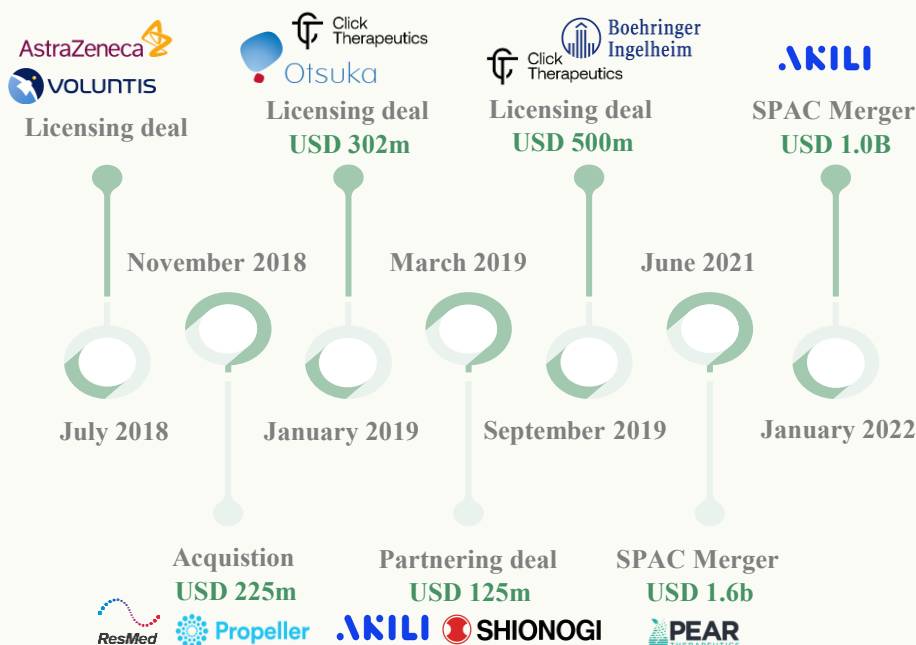 AstraZeneca
VOLUNTIS
Licensing deal
Click
Therapeutics
Otsuka
Licensing deal
USD 302m
Boehringer
Ingelheim
Click
Therapeutics
Licensing deal
USD 500m
AKILI
SPAC Merger
USD 1.0B
November 2018
March 2019
June 2021
July 2018
January 2019
September 2019
January 2022
Acquistion
USD 225m
ResMed
Propeller
Partnering deal
USD 125m
AKILI
SHIONOGI
SPAC Merger
USD 1.6b
PEAR
THERAPEUTICS